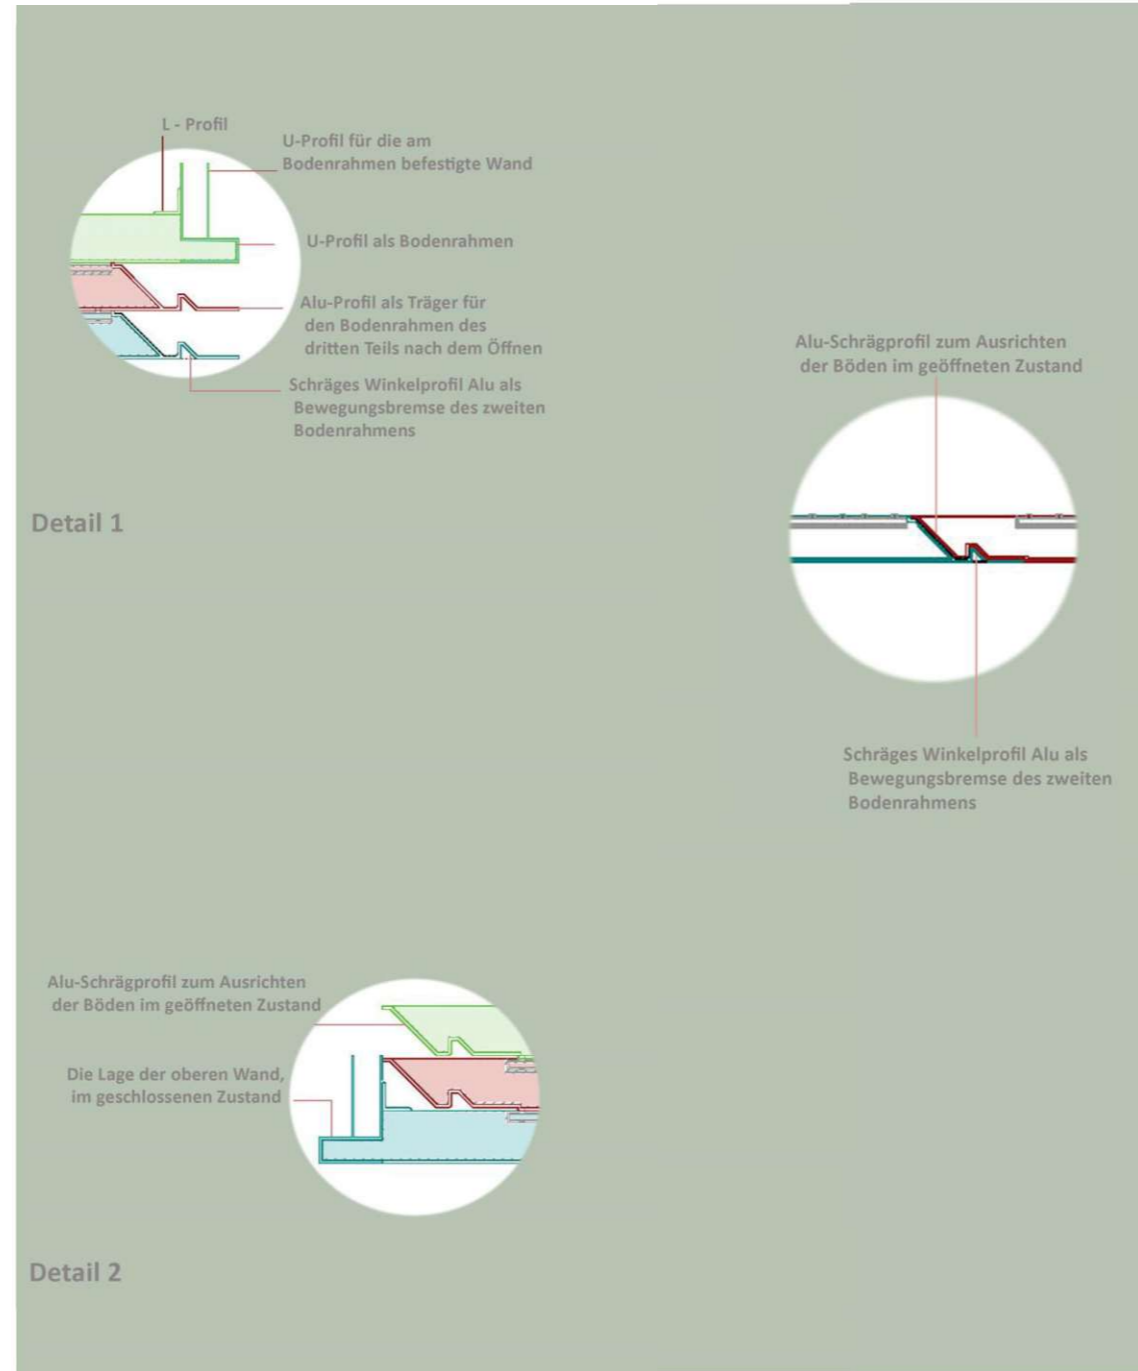 L - Profil
U-Profil für die am
Bodenrahmen befestigte Wand
U-Profil als Bodenrahmen
Alu-Profil als Träger für
den Bodenrahmen des
dritten Teils nach dem Öffnen
Schräges Winkelprofil Alu als
Bewegungsbremse des zweiten
Bodenrahmens
Detail 1
Alu-Schrägprofil zum Ausrichten
der Böden im geöffneten Zustand
Schräges Winkelprofil Alu als
Bewegungsbremse des zweiten
Bodenrahmens
Alu-Schrägprofil zum Ausrichten
der Böden im geöffneten Zustand
Die Lage der oberen Wand,
im geschlossenen Zustand
Detail 2